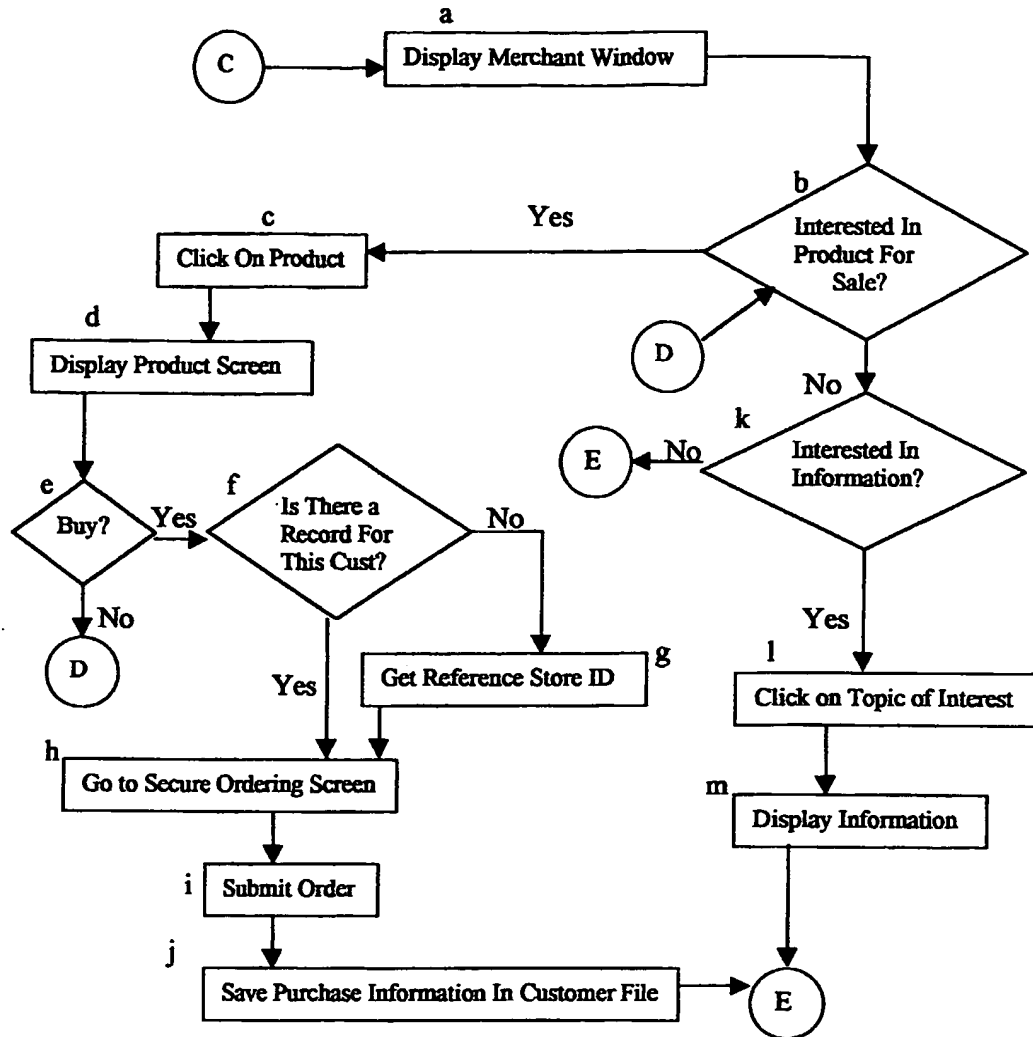 a
C
Display Merchant Window
b
Interested In
Product For
Sale?
Yes
c
Click On Product
d
Display Product Screen
D
No
k
Interested In
Information?
No
E
e
Buy?
Yes
f
Is There a
Record For
This Cust?
No
No
D
Yes
Get Reference Store ID
g
Yes
l
Click on Topic of Interest
h
Go to Secure Ordering Screen
m
Display Information
i
Submit Order
j
Save Purchase Information In Customer File
E